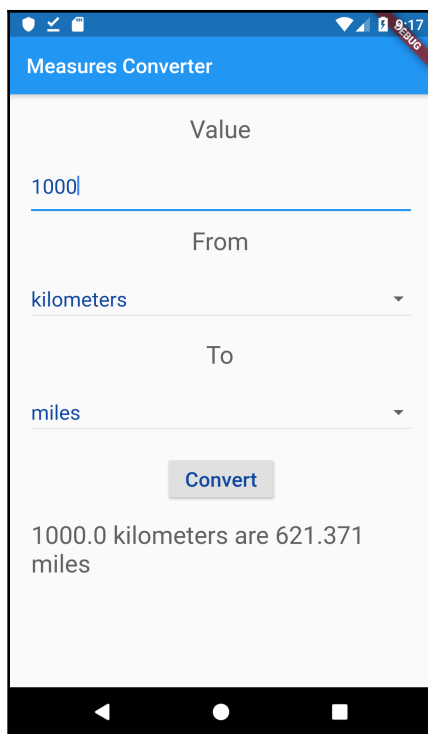 9:17
DEBUG
Measures Converter
Value
1000
From
kilometers
To
miles
Convert
1000.0 kilometers are 621.371
miles